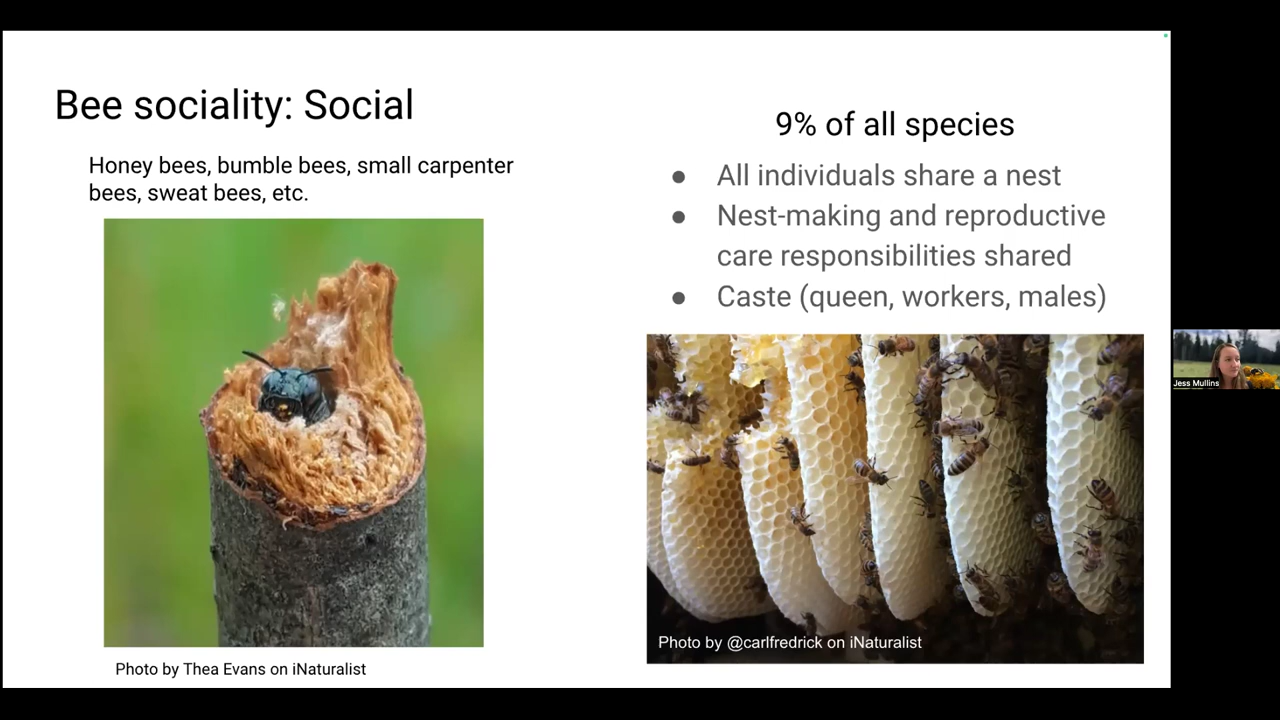 Bee sociality: Social
Honey bees, bumble bees, small carpenter
bees, sweat bees, etc.
Photo by Thea Evans on iNaturalist
9% of all species
● All individuals share a nest
● Nest-making and reproductive
care responsibilities shared
● Caste (queen, workers, males)
Photo by @carlfredrick on iNaturalist
Jess Mullins